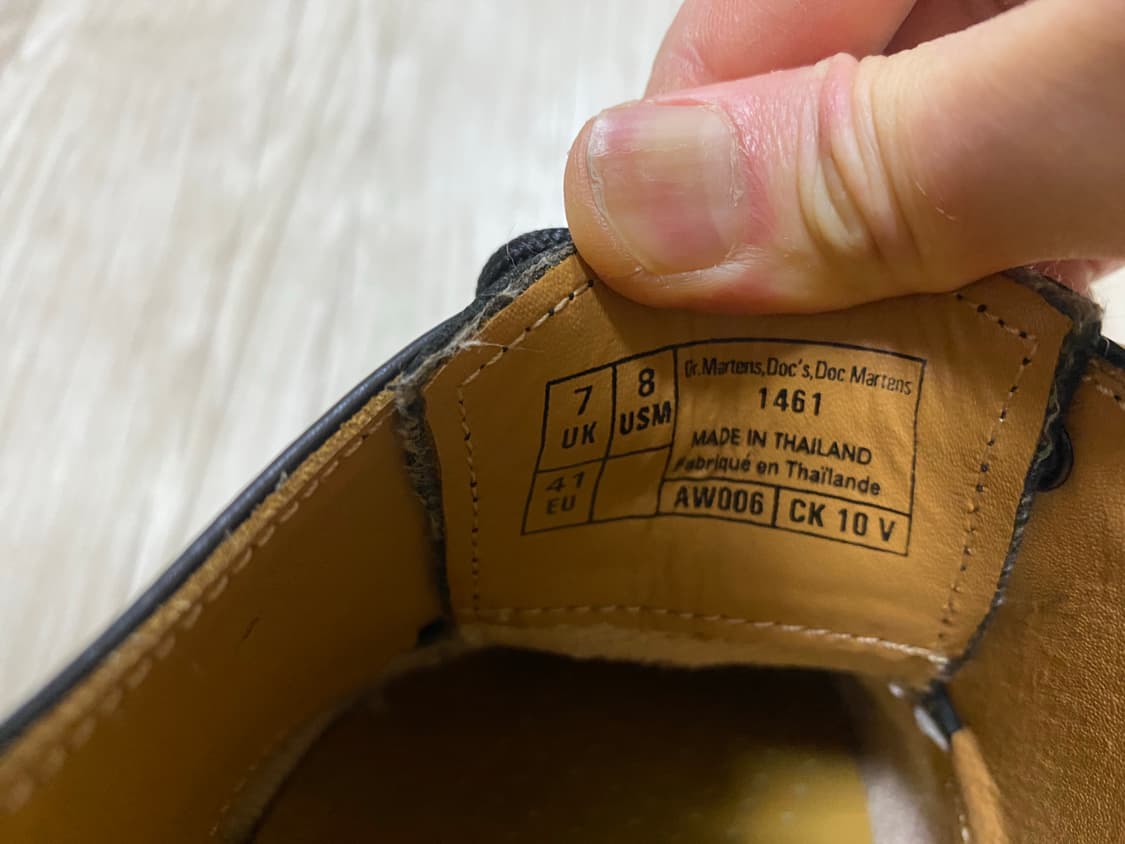 7
UK
8
USM
41
EU
Dr.Martens,Doc's,Doc Martens
1461
MADE IN THAILAND
Fabriqué en Thaïlande
AW006
CK 10 V